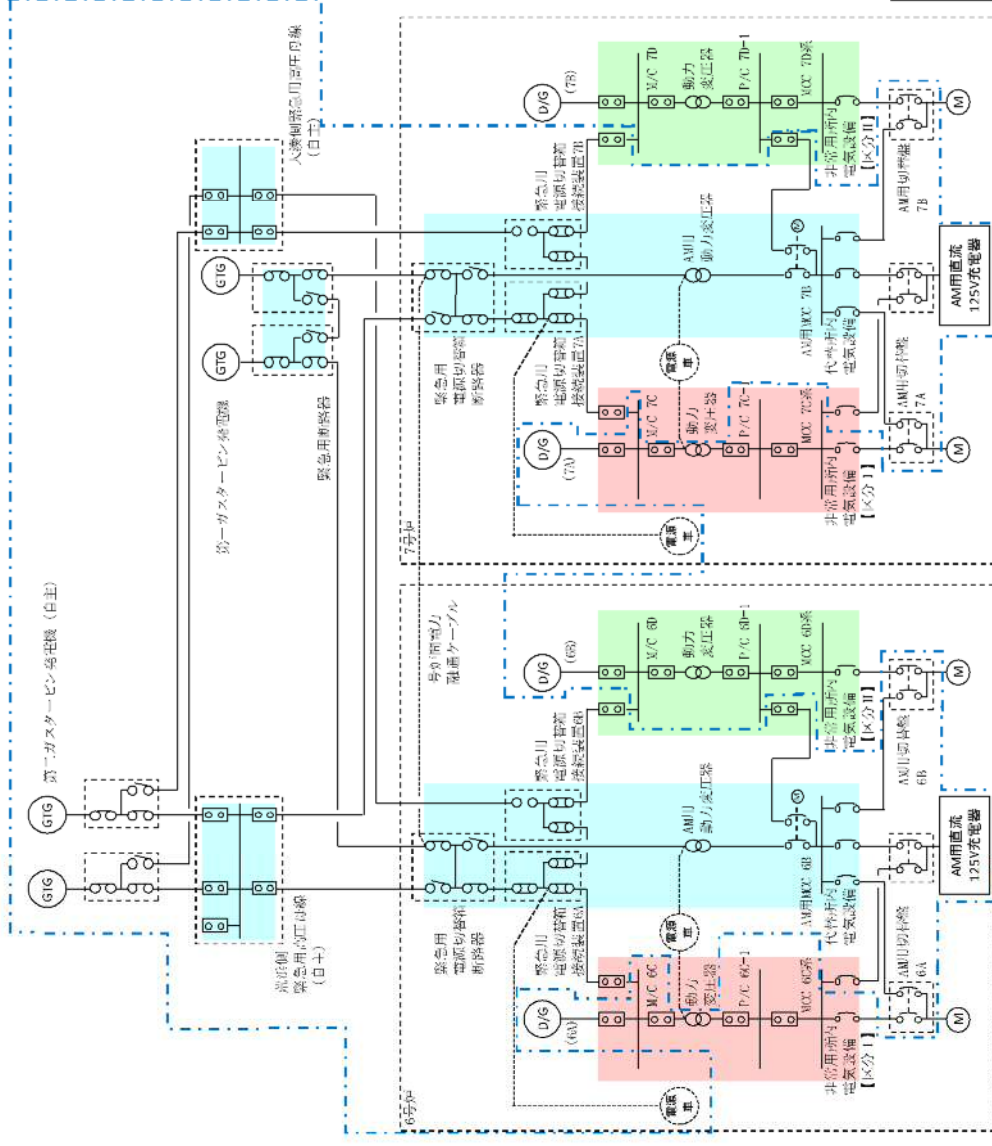 第二ガスタービン発電機（自主）
GTG
GTG
荒浜側
緊急用高圧母線
（自主）
大湊側緊急用高圧母線
（自主）
GTG
GTG
第一ガスタービン発電機
緊急用断路器
号炉間電力
融通ケーブル
6号炉
緊急用
電源切替箱
断路器
緊急用
電源切替箱
接続装置6A
緊急用
電源切替箱
接続装置6B
D/G
(6A)
D/G
(6B)
M/C 6C
動力
変圧器
P/C 6C-1
MCC 6C系
非常用所内
電気設備
【区分Ⅰ】
電源
車
電源
車
AM用
動力変圧器
M
AM用MCC 6B
代替所内
電気設備
M/C 6D
動力
変圧器
P/C 6D-1
MCC 6D系
非常用所内
電気設備
【区分Ⅱ】
AM用切替盤
6A
AM用切替盤
6B
M
AM用直流
125V充電器
M
7号炉
緊急用
電源切替箱
断路器
緊急用
電源切替箱
接続装置7A
緊急用
電源切替箱
接続装置7B
D/G
(7A)
D/G
(7B)
M/C 7C
動力
変圧器
P/C 7C-1
MCC 7C系
非常用所内
電気設備
【区分Ⅰ】
電源
車
電源
車
AM用
動力変圧器
M
AM用MCC 7B
代替所内
電気設備
M/C 7D
動力
変圧器
P/C 7D-1
MCC 7D系
非常用所内
電気設備
【区分Ⅱ】
AM用切替盤
7A
AM用切替盤
7B
M
AM用直流
125V充電器
M